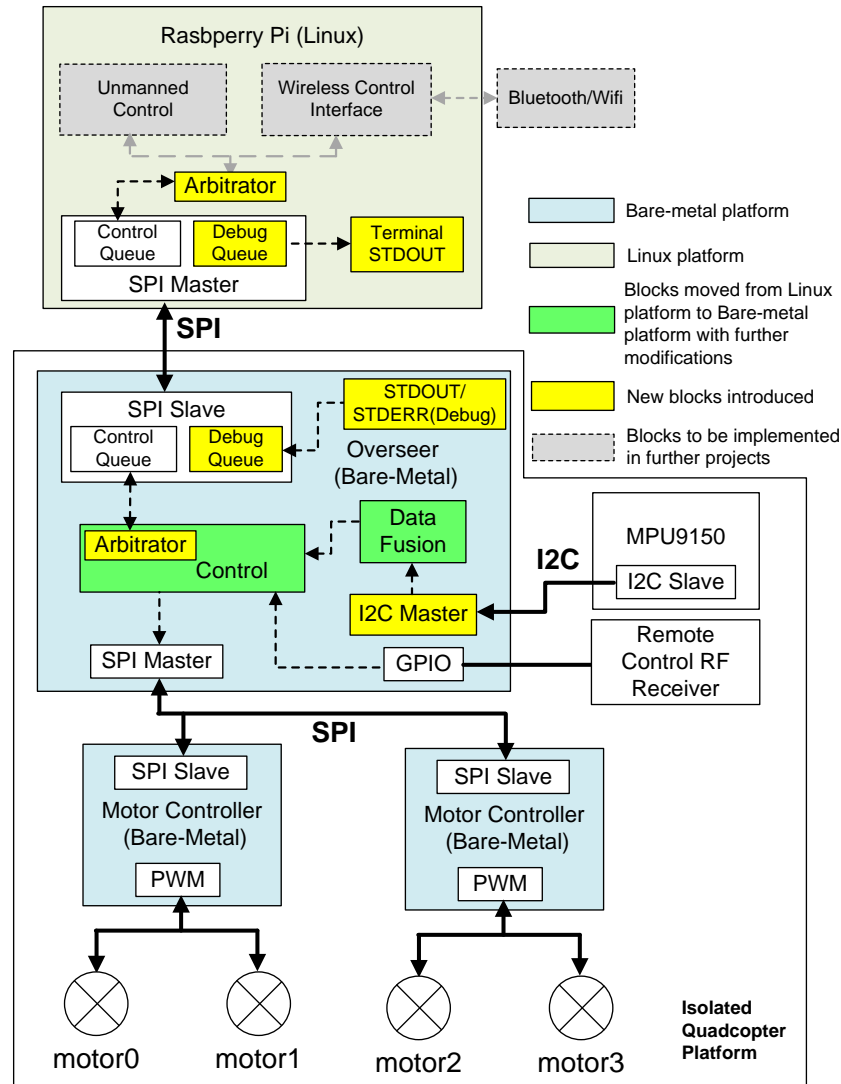 Rasbperry Pi (Linux)
Unmanned
Control
Wireless Control
Interface
Bluetooth/Wifi
Arbitrator
Control
Queue
Debug
Queue
Terminal
STDOUT
SPI Master
SPI
Bare-metal platform
Linux platform
Blocks moved from Linux
platform to Bare-metal
platform with further
modifications
New blocks introduced
Blocks to be implemented
in further projects
SPI Slave
Control
Queue
Debug
Queue
STDOUT/
STDERR(Debug)
Overseer
(Bare-Metal)
Arbitrator
Control
Data
Fusion
I2C Master
I2C
MPU9150
I2C Slave
SPI Master
GPIO
Remote
Control RF
Receiver
SPI
SPI Slave
Motor Controller
(Bare-Metal)
PWM
SPI Slave
Motor Controller
(Bare-Metal)
PWM
motor0
motor1
motor2
motor3
Isolated
Quadcopter
Platform